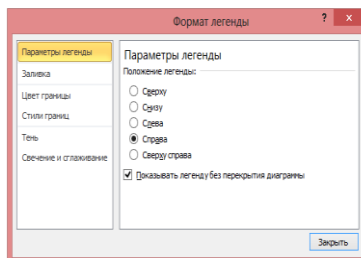 Формат легенды
? x
Параметры легенды
Заливка
Цвет границы
Стили границ
Тень
Свечение и сглаживание
Параметры легенды
Положение легенды:
Сверху
Снизу
Слева
Справа
Сверху справа
Показывать легенду без перекрытия диаграммы
Закрыть